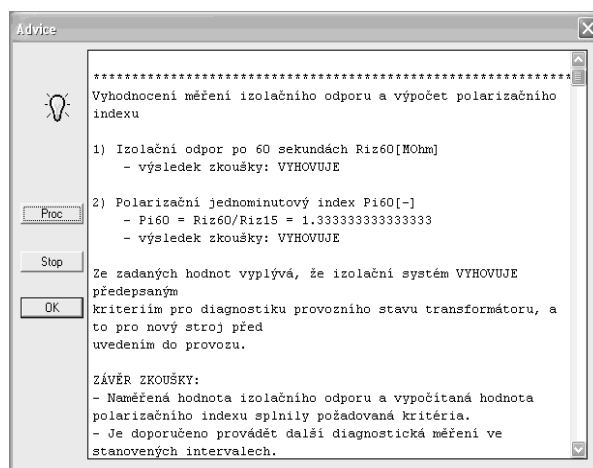 Advice
************************************************************
Vyhodnocení měření izolačního odporu a výpočet polarizačního
indexu
1) Izolační odpor po 60 sekundách Riz60[MOhm]
- výsledek zkoušky: VYHOVUJE
2) Polarizační jednominutový index Pi60[-]
- Pi60 = Riz60/Riz15 = 1.333333333333333
- výsledek zkoušky: VYHOVUJE
Ze zadaných hodnot vyplývá, že izolační systém VYHOVUJE
předepsaným
kriteriím pro diagnostiku provozního stavu transformátoru, a
to pro nový stroj před
uvedením do provozu.
ZÁVĚR ZKOUŠKY:
- Naměřená hodnota izolačního odporu a vypočítaná hodnota
polarizačního indexu splnily požadovaná kritéria.
- Je doporučeno provádět další diagnostická měření ve
stanovených intervalech.
Proc
Stop
OK